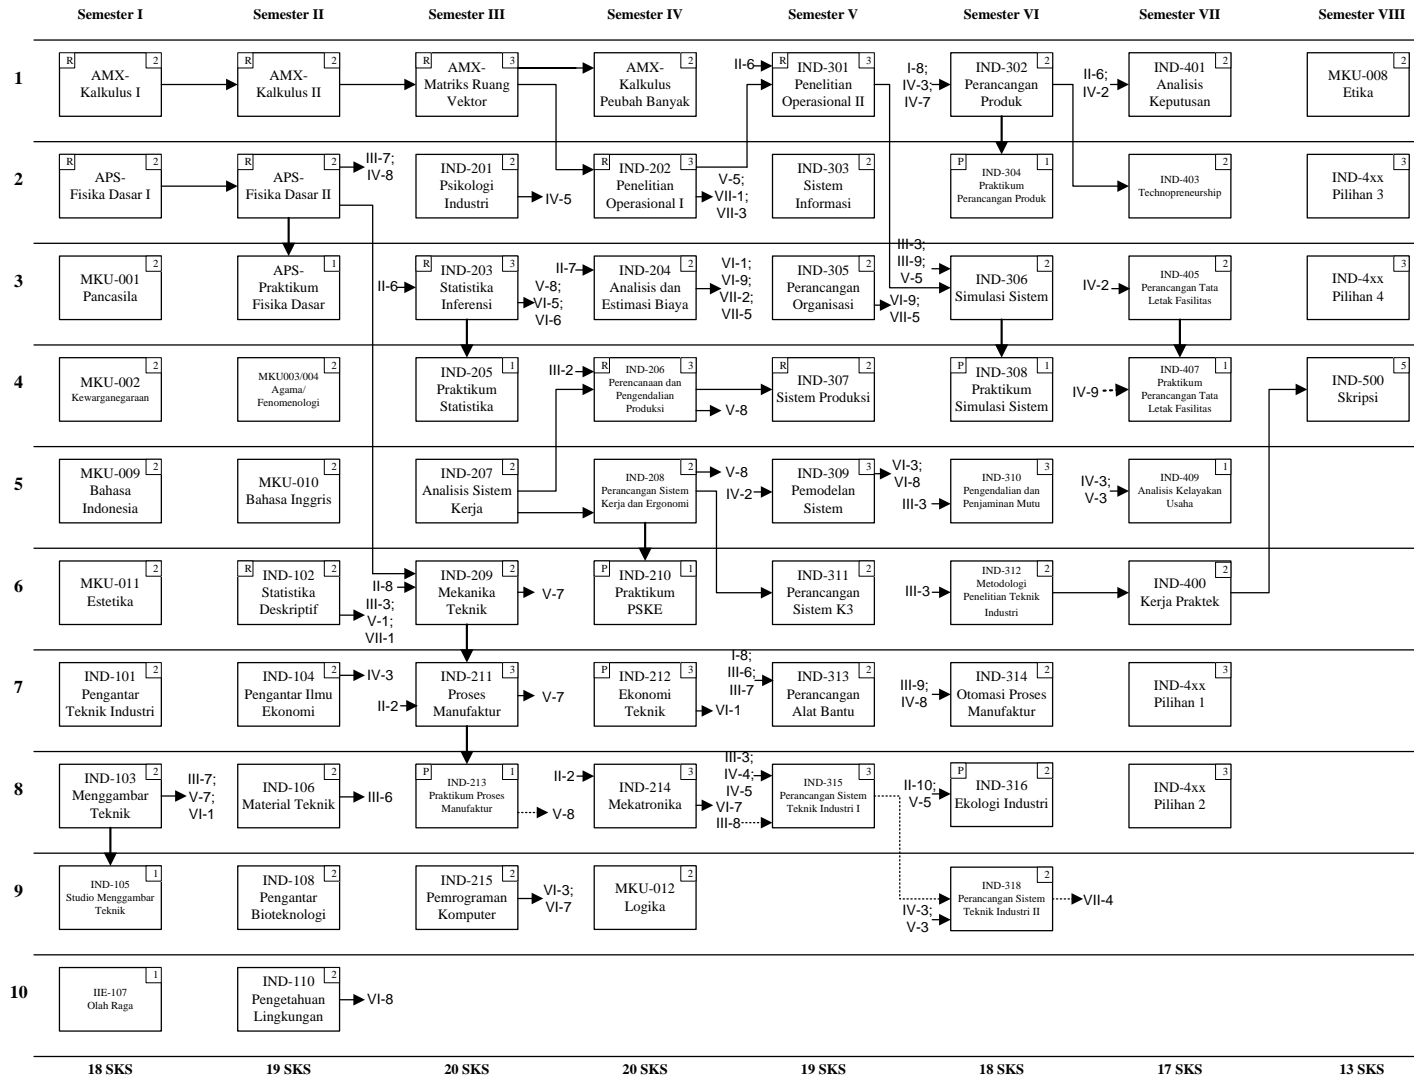 Semester I
Semester II
Semester III
Semester IV
Semester V
Semester VI
Semester VII
Semester VIII
1
R
2
AMX-
Kalkulus I
R
2
AMX-
Kalkulus II
R
3
AMX-
Matriks Ruang
Vektor
2
AMX-
Kalkulus
Peubah Banyak
II-6
R
3
IND-301
Penelitian
Operasional II
I-8;
IV-3;
IV-7
2
IND-302
Perancangan
Produk
II-6;
IV-2
2
IND-401
Analisis
Keputusan
2
MKU-008
Etika
2
R
2
APS-
Fisika Dasar I
R
2
APS-
Fisika Dasar II
III-7;
IV-8
2
IND-201
Psikologi
Industri
IV-5
R
3
IND-202
Penelitian
Operasional I
V-5;
VII-1;
VII-3
2
IND-303
Sistem
Informasi
P
1
IND-304
Praktikum
Perancangan Produk
2
IND-403
Technopreneurship
3
IND-4xx
Pilihan 3
3
2
MKU-001
Pancasila
1
APS-
Praktikum
Fisika Dasar
II-6
R
3
IND-203
Statistika
Inferensi
V-8;
VI-5;
VI-6
II-7
2
IND-204
Analisis dan
Estimasi Biaya
VI-1;
VI-9;
VII-2;
VII-5
2
IND-305
Perancangan
Organisasi
VI-9;
VII-5
III-3;
III-9;
V-5
2
IND-306
Simulasi Sistem
IV-2
2
IND-405
Perancangan Tata
Letak Fasilitas
3
IND-4xx
Pilihan 4
4
2
MKU-002
Kewarganegaraan
2
MKU003/004
Agama/
Fenomenologi
1
IND-205
Praktikum
Statistika
III-2
R
3
IND-206
Perencanaan dan
Pengendalian
Produksi
V-8
R
2
IND-307
Sistem Produksi
P
1
IND-308
Praktikum
Simulasi Sistem
IV-9
1
IND-407
Praktikum
Perancangan Tata
Letak Fasilitas
5
IND-500
Skripsi
5
2
MKU-009
Bahasa
Indonesia
2
MKU-010
Bahasa Inggris
2
IND-207
Analisis Sistem
Kerja
2
IND-208
Perancangan Sistem
Kerja dan Ergonomi
V-8
IV-2
3
IND-309
Pemodelan
Sistem
VI-3;
VI-8
III-3
3
IND-310
Pengendalian dan
Penjaminan Mutu
IV-3;
V-3
1
IND-409
Analisis Kelayakan
Usaha
6
2
MKU-011
Estetika
R
2
IND-102
Statistika
Deskriptif
III-3;
V-1;
VII-1
II-8
2
IND-209
Mekanika
Teknik
V-7
P
1
IND-210
Praktikum
PSKE
2
IND-311
Perancangan
Sistem K3
III-3
2
IND-312
Metodologi
Penelitian Teknik
Industri
2
IND-400
Kerja Praktek
7
2
IND-101
Pengantar
Teknik Industri
2
IND-104
Pengantar Ilmu
Ekonomi
IV-3
II-2
3
IND-211
Proses
Manufaktur
V-7
P
3
IND-212
Ekonomi
Teknik
VI-1
I-8;
III-6;
III-7
2
IND-313
Perancangan
Alat Bantu
III-9;
IV-8
2
IND-314
Otomasi Proses
Manufaktur
3
IND-4xx
Pilihan 1
8
2
IND-103
Menggambar
Teknik
III-7;
V-7;
VI-1
2
IND-106
Material Teknik
III-6
P
1
IND-213
Praktikum Proses
Manufaktur
V-8
II-2
3
IND-214
Mekatronika
VI-7
III-3;
IV-4;
IV-5
III-8
3
IND-315
Perancangan Sistem
Teknik Industri I
II-10;
V-5
P
2
IND-316
Ekologi Industri
3
IND-4xx
Pilihan 2
9
1
IND-105
Studio Menggambar
Teknik
2
IND-108
Pengantar
Bioteknologi
2
IND-215
Pemrograman
Komputer
VI-3;
VI-7
2
MKU-012
Logika
IV-3;
V-3
2
IND-318
Perancangan Sistem
Teknik Industri II
VII-4
10
1
IIE-107
Olah Raga
2
IND-110
Pengetahuan
Lingkungan
VI-8
18 SKS
19 SKS
20 SKS
20 SKS
19 SKS
18 SKS
17 SKS
13 SKS